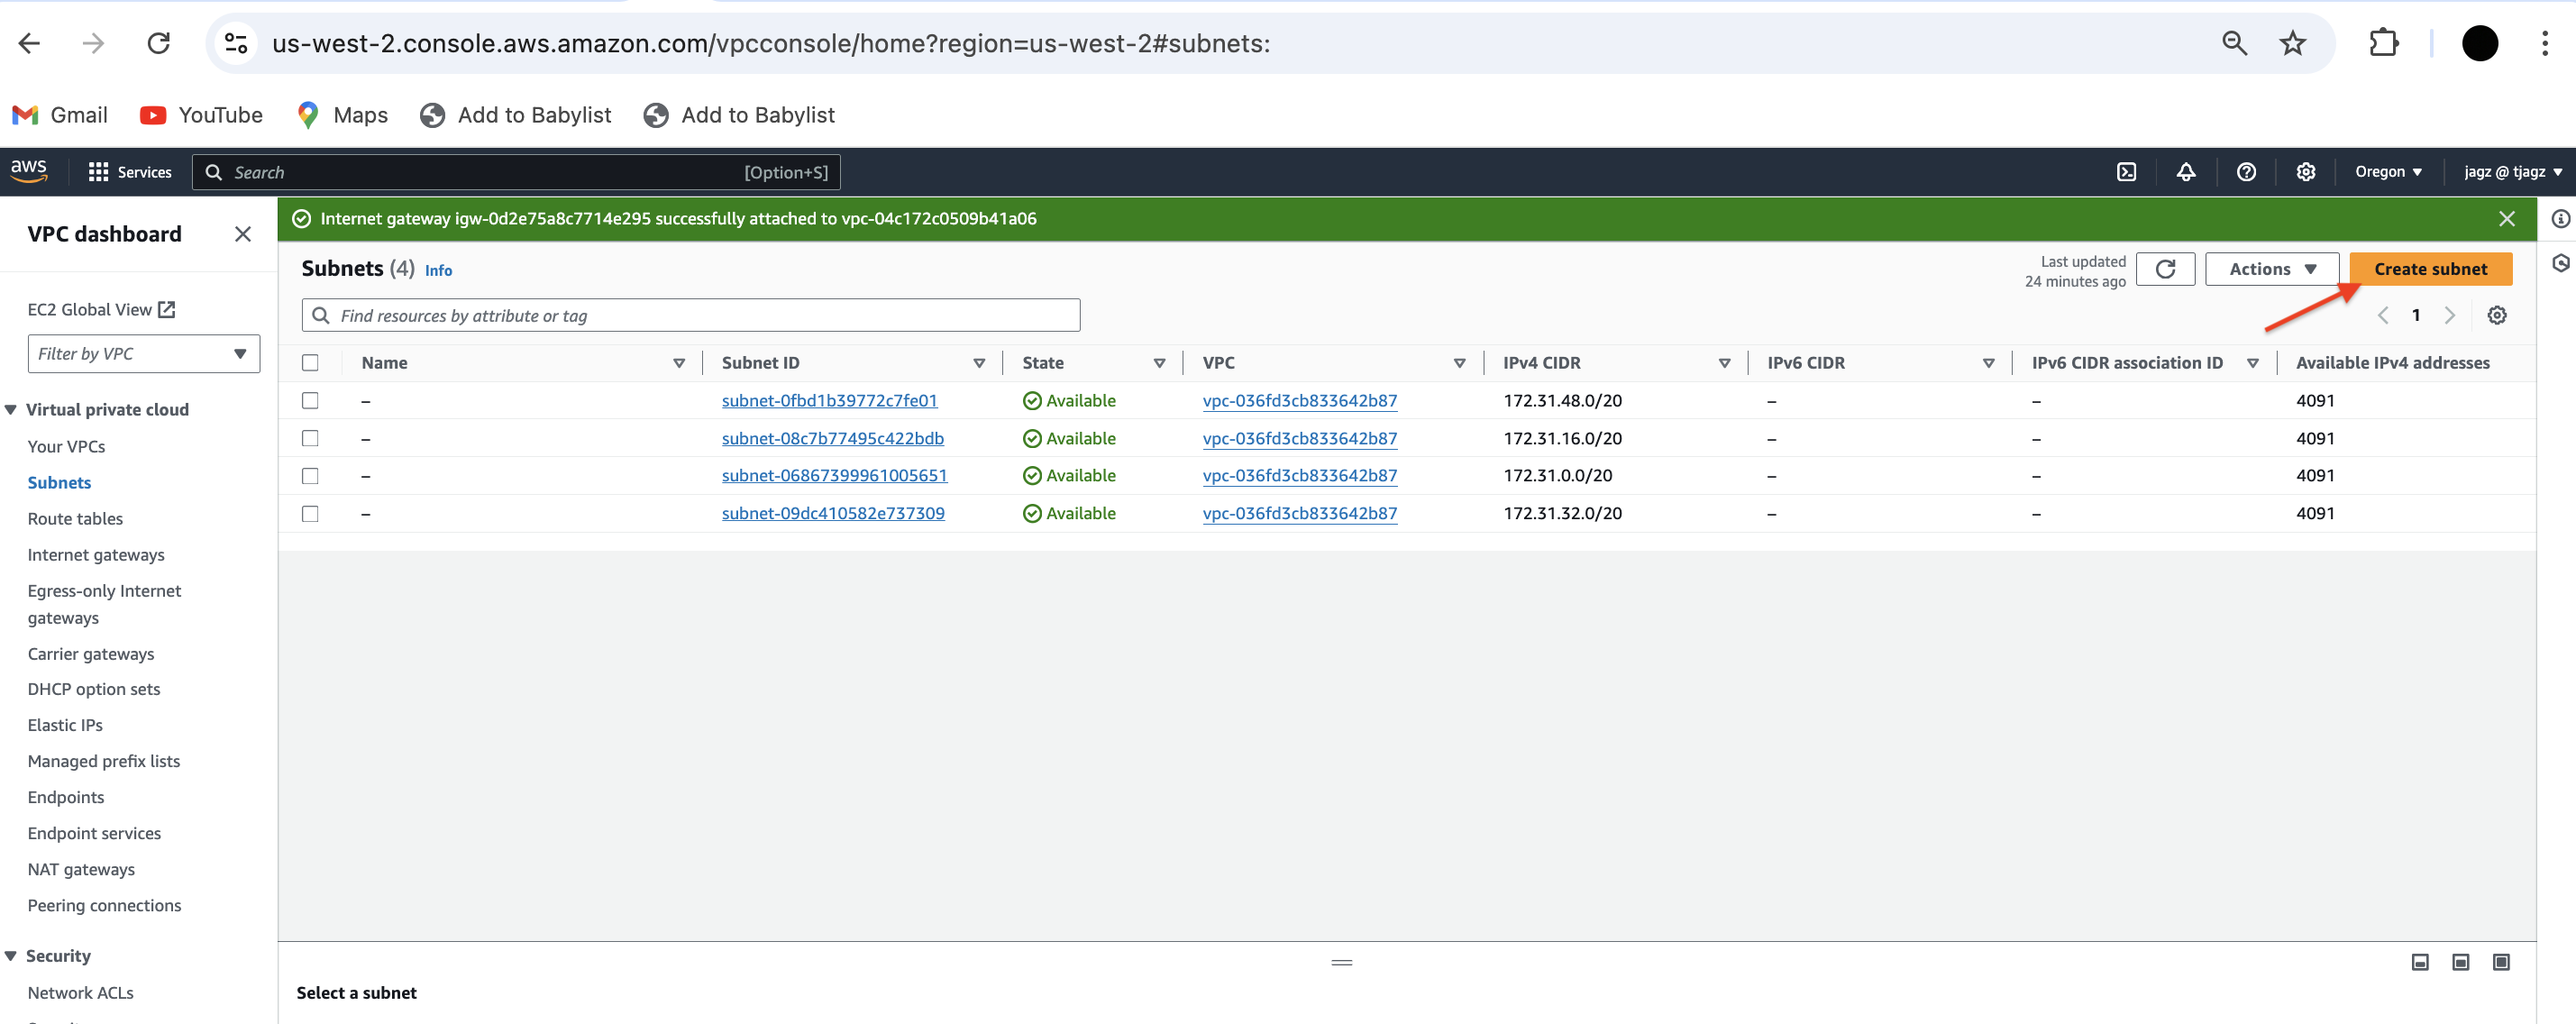 us-west-2.console.aws.amazon.com/vpcconsole/home?region=us-west-2#subnets:
Gmail YouTube Maps Add to Babylist Add to Babylist
aws Services Search [Option+S] Oregon jagz @ tjagz
VPC dashboard
EC2 Global View
Filter by VPC
Virtual private cloud
Your VPCs
Subnets
Route tables
Internet gateways
Egress-only Internet
gateways
Carrier gateways
DHCP option sets
Elastic IPs
Managed prefix lists
Endpoints
Endpoint services
NAT gateways
Peering connections
Security
Network ACLs
Internet gateway igw-0d2e75a8c7714e295 successfully attached to vpc-04c172c0509b41a06
Subnets (4) Info
Last updated
24 minutes ago
Actions
Create subnet
Find resources by attribute or tag
1
Name Subnet ID State VPC IPv4 CIDR IPv6 CIDR IPv6 CIDR association ID Available IPv4 addresses
– subnet-0fbd1b39772c7fe01 Available vpc-036fd3cb833642b87 172.31.48.0/20 – – 4091
– subnet-08c7b77495c422bdb Available vpc-036fd3cb833642b87 172.31.16.0/20 – – 4091
– subnet-06867399961005651 Available vpc-036fd3cb833642b87 172.31.0.0/20 – – 4091
– subnet-09dc410582e737309 Available vpc-036fd3cb833642b87 172.31.32.0/20 – – 4091
Select a subnet